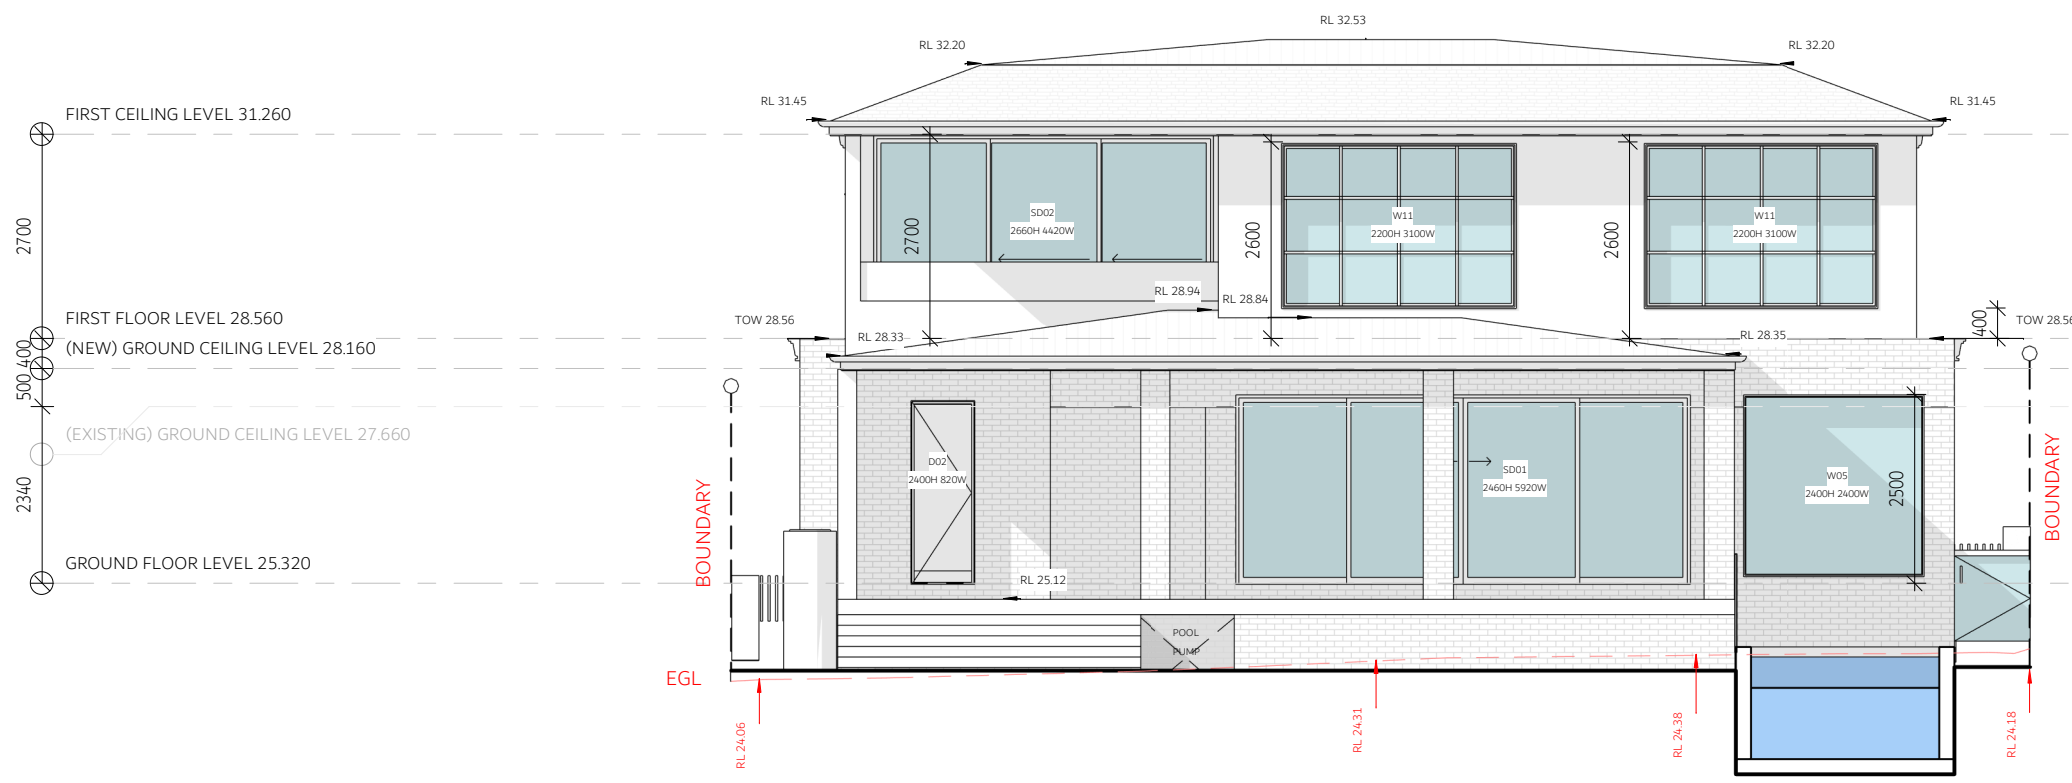 RL 32.53
RL 32.20
RL 32.20
RL 31.45
RL 31.45
FIRST CEILING LEVEL 31.260
2700
2700
SD02
2660H 4420W
2600
W11
2200H 3100W
2600
W11
2200H 3100W
RL 28.94
RL 28.84
FIRST FLOOR LEVEL 28.560
TOW 28.56
400
TOW 28.56
RL 28.33
RL 28.35
400
(NEW) GROUND CEILING LEVEL 28.160
500
(EXISTING) GROUND CEILING LEVEL 27.660
2340
D02
2400H 820W
SD01
2460H 5920W
W05
2400H 2400W
2500
BOUNDARY
BOUNDARY
GROUND FLOOR LEVEL 25.320
RL 25.12
POOL
PUMP
EGL
RL 24.06
RL 24.31
RL 24.38
RL 24.18